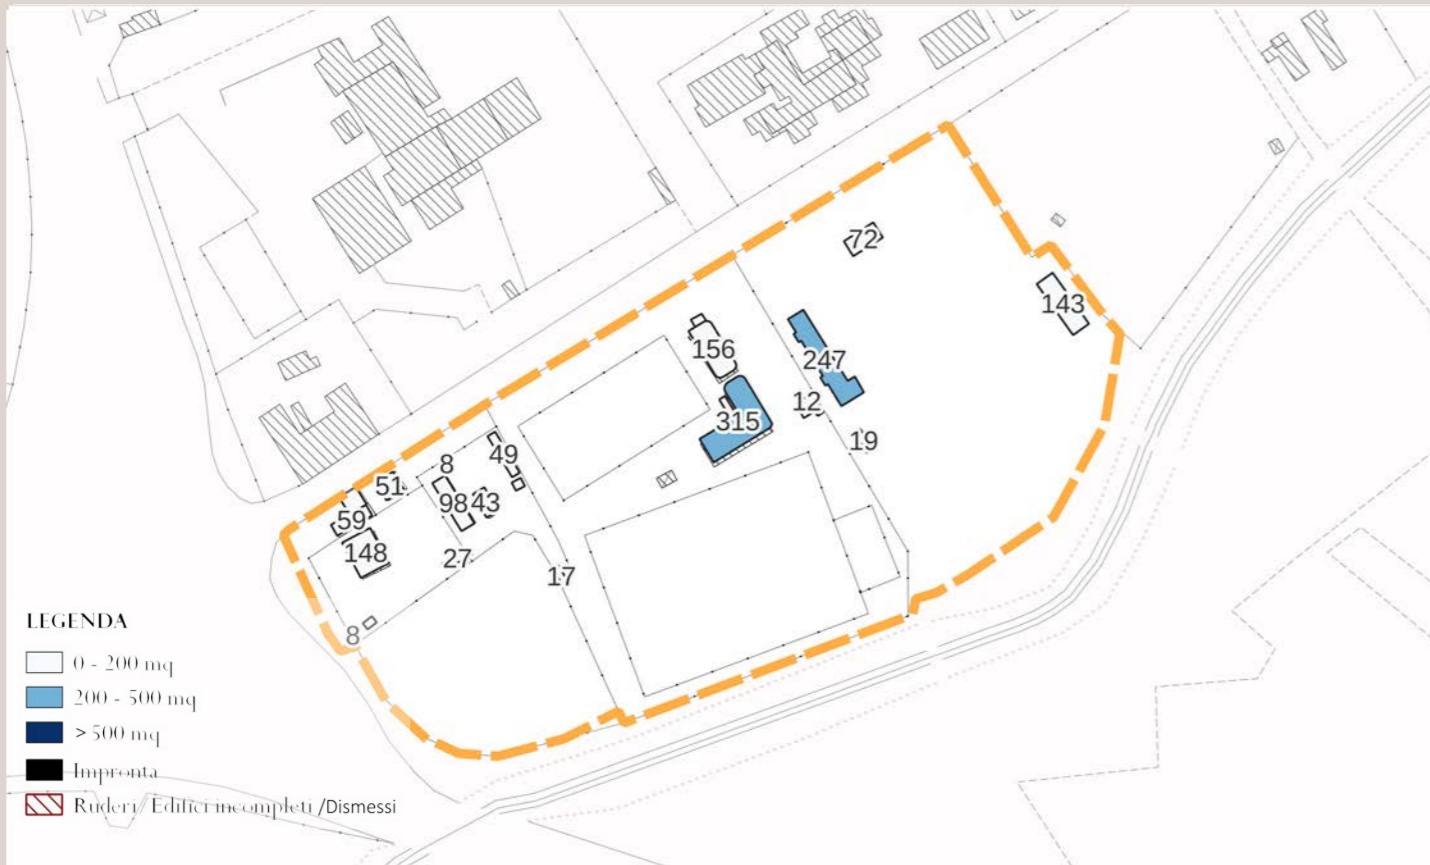 72
143
156
247
12
315
19
8
49
51
98
43
59
148
27
17
8
LEGENDA
0 - 200 mq
200 - 500 mq
> 500 mq
Impronta
Ruderi/ Edifici incompleti /Dismessi